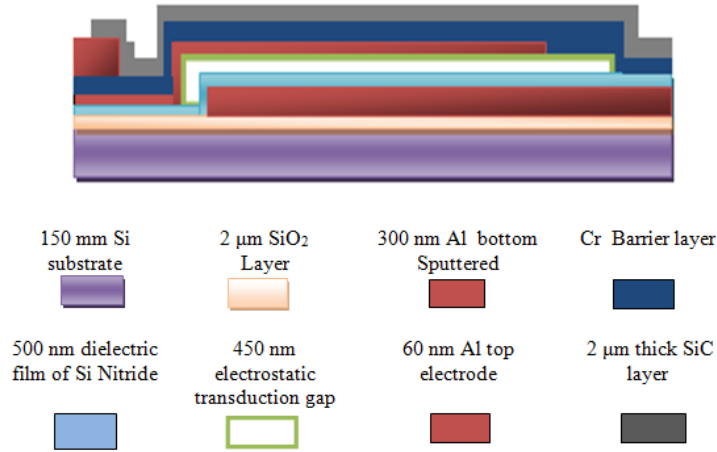 150 mm Si
substrate
2 μm SiO₂
Layer
300 nm Al bottom
Sputtered
Cr Barrier layer
500 nm dielectric
film of Si Nitride
450 nm
electrostatic
transduction gap
60 nm Al top
electrode
2 μm thick SiC
layer